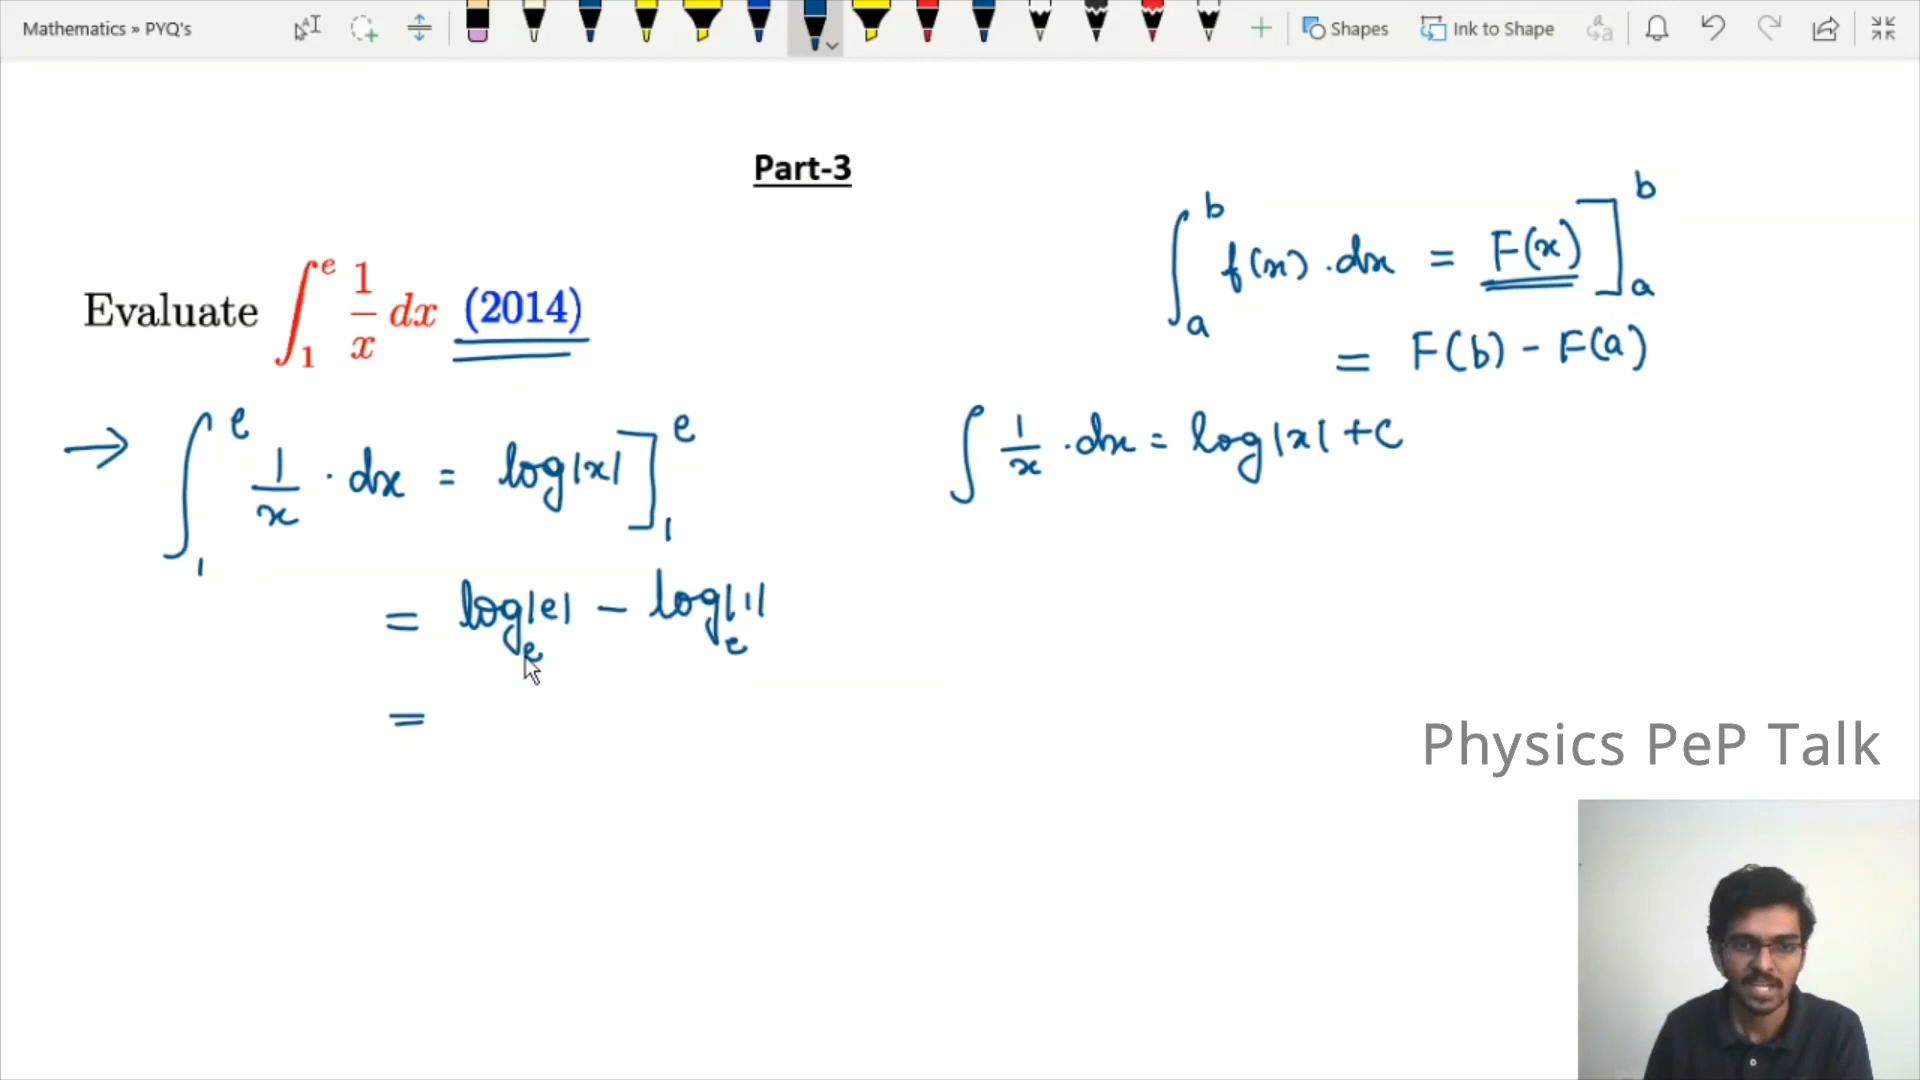 Mathematics » PYQ's
Shapes
Ink to Shape
Part-3
Evaluate ∫₁ᵉ 1/x dx (2014)
∫ₐᵇ f(x) . dx = F(x)]ₐᵇ
= F(b) - F(a)
∫ 1/x . dx = log|x| + c
→ ∫₁ᵉ 1/x . dx = log|x|]₁ᵉ
= logₑ|e| - logₑ|1|
=
Physics PeP Talk